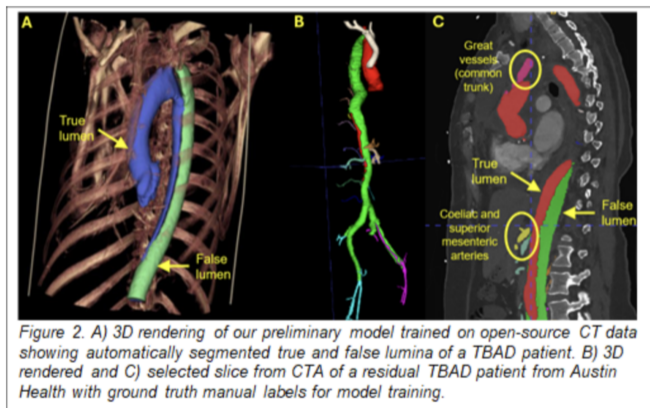 A
B
C
True
lumen
False
lumen
Great
vessels
(common
trunk)
True
lumen
False
lumen
Coeliac and
superior
mesenteric
arteries
Figure 2. A) 3D rendering of our preliminary model trained on open-source CT data
showing automatically segmented true and false lumina of a TBAD patient. B) 3D
rendered and C) selected slice from CTA of a residual TBAD patient from Austin
Health with ground truth manual labels for model training.